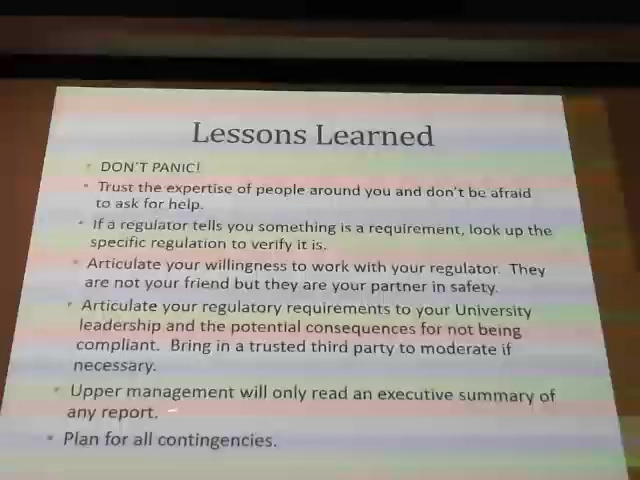 Lessons Learned
• DON'T PANIC!
• Trust the expertise of people around you and don't be afraid
to ask for help.
• If a regulator tells you something is a requirement, look up the
specific regulation to verify it is.
• Articulate your willingness to work with your regulator. They
are not your friend but they are your partner in safety.
• Articulate your regulatory requirements to your University
leadership and the potential consequences for not being
compliant. Bring in a trusted third party to moderate if
necessary.
• Upper management will only read an executive summary of
any report.
• Plan for all contingencies.